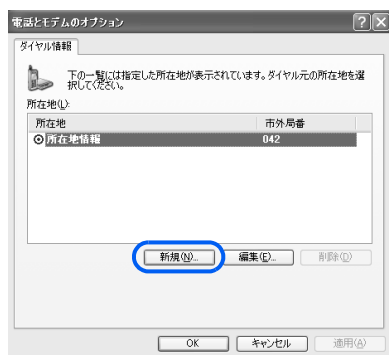 電話とモデムのオプション
ダイヤル情報
下の一覧には指定した所在地が表示されています。ダイヤル元の所在地を選
択してください。
所在地(L):
所在地 市外局番
所在地情報 042
新規(N)... 編集(E)... 削除(D)
OK キャンセル 適用(A)